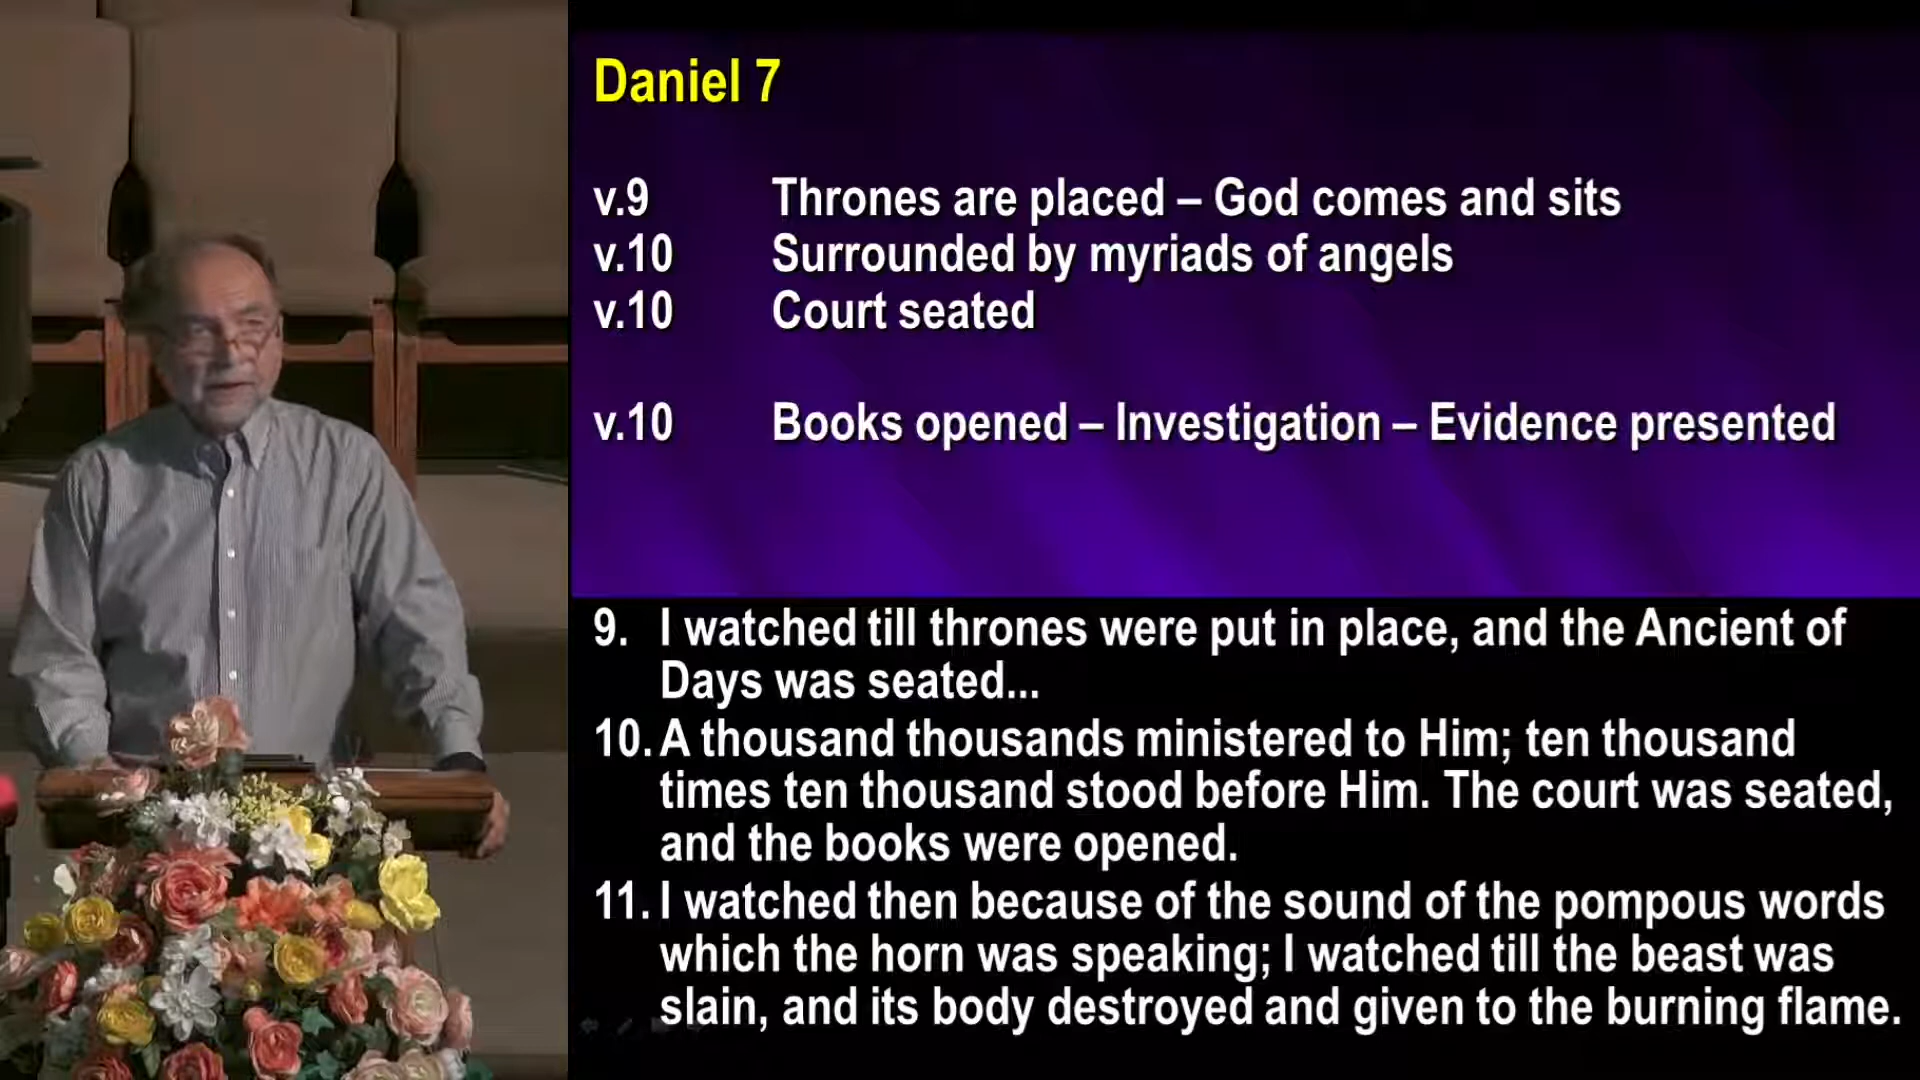 Daniel 7
v.9 Thrones are placed – God comes and sits
v.10 Surrounded by myriads of angels
v.10 Court seated
v.10 Books opened – Investigation – Evidence presented
9. I watched till thrones were put in place, and the Ancient of
Days was seated...
10. A thousand thousands ministered to Him; ten thousand
times ten thousand stood before Him. The court was seated,
and the books were opened.
11. I watched then because of the sound of the pompous words
which the horn was speaking; I watched till the beast was
slain, and its body destroyed and given to the burning flame.